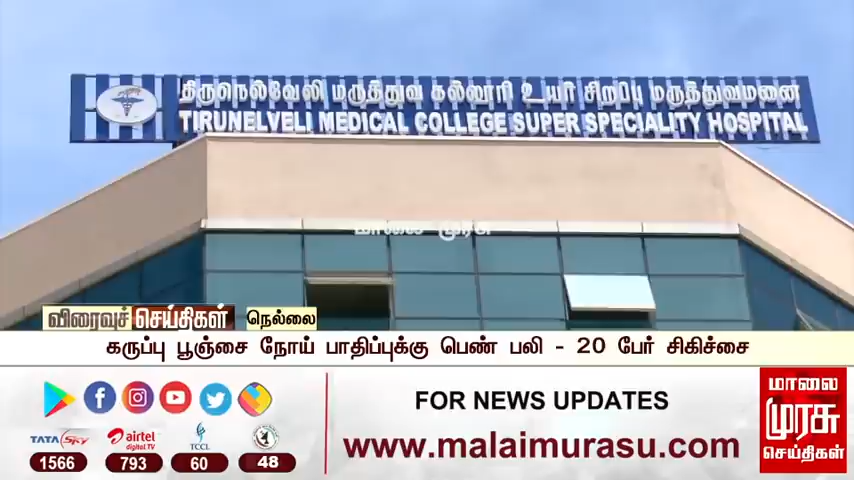 திருநெல்வேலி மருத்துவ கல்லூரி உயர் சிறப்பு மருத்துவமனை
TIRUNELVELI MEDICAL COLLEGE SUPER SPECIALITY HOSPITAL
மாலை முரசு
விரைவுச் செய்திகள்
நெல்லை
கருப்பு பூஞ்சை நோய் பாதிப்புக்கு பெண் பலி - 20 பேர் சிகிச்சை
FOR NEWS UPDATES
www.malaimurasu.com
TATA SKY
1566
airtel
digital TV
793
TCCL
60
48
மாலை
முரசு
செய்திகள்